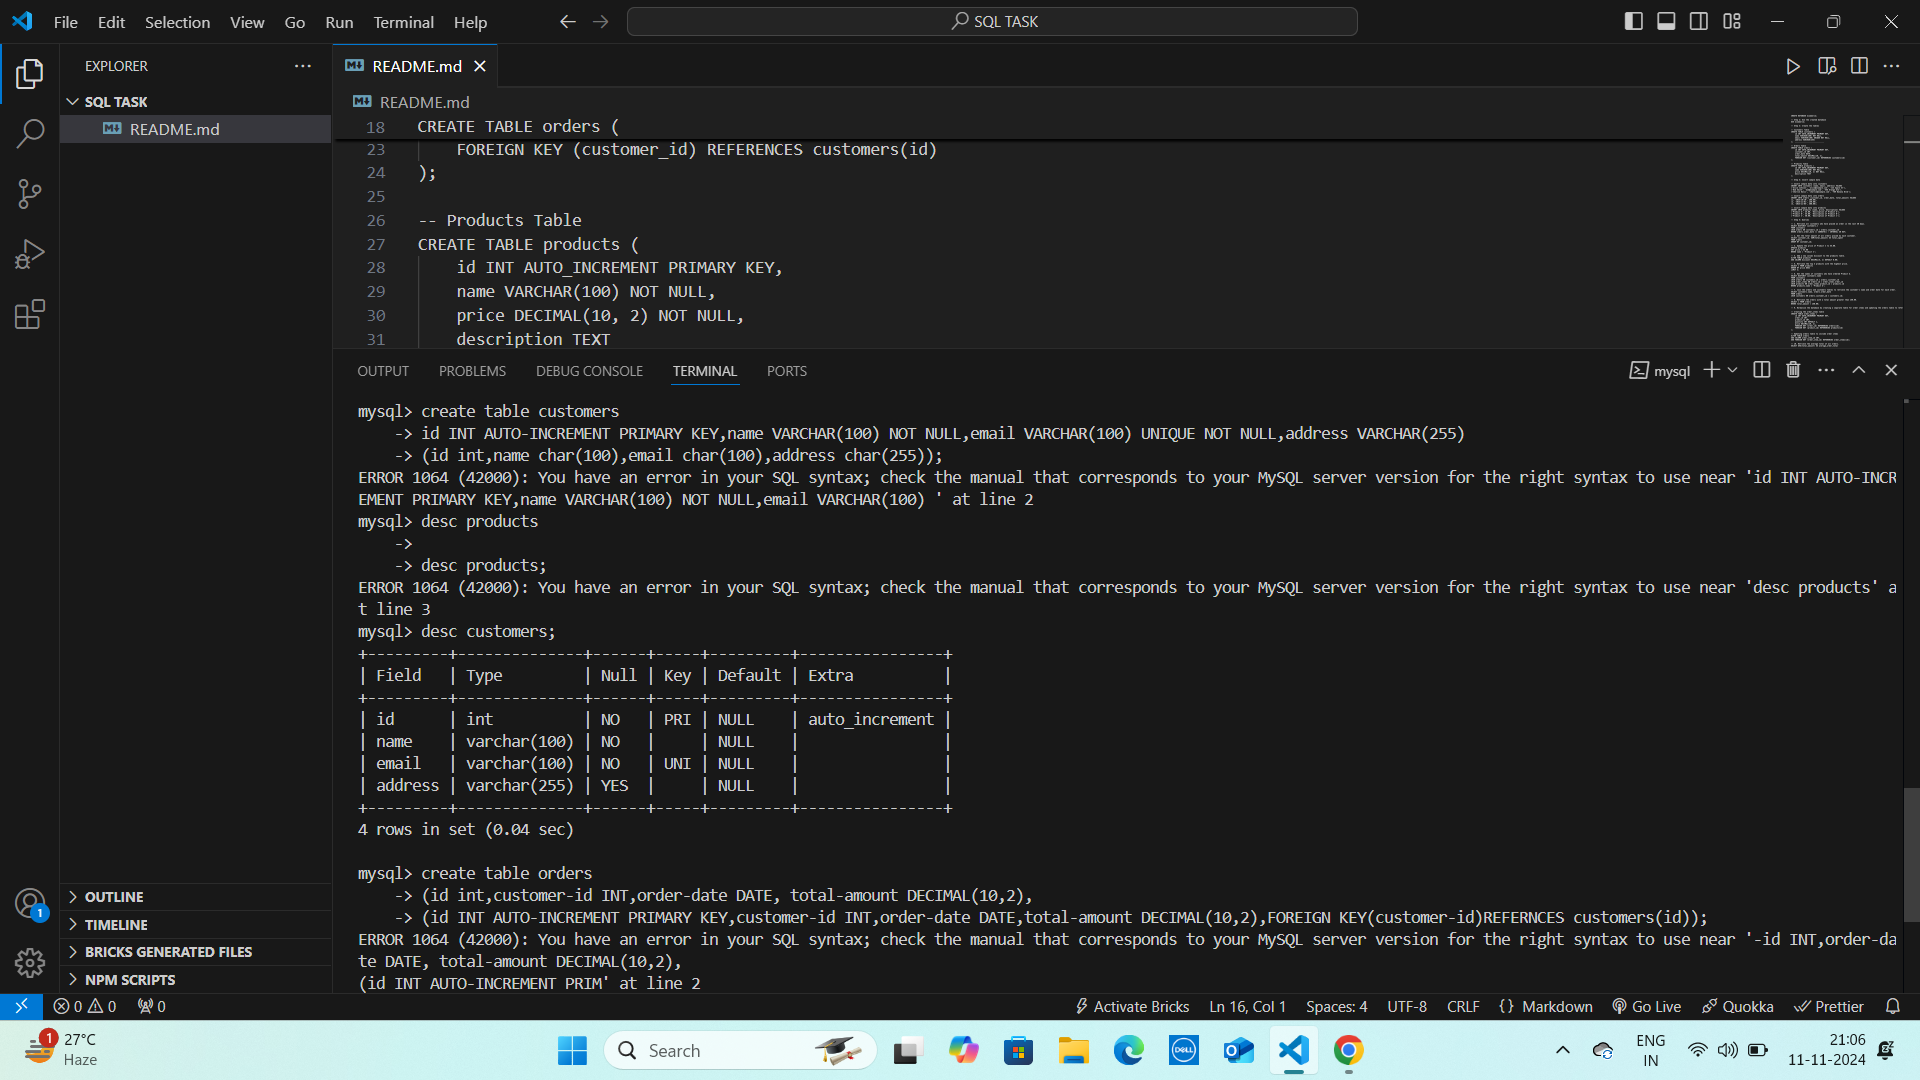 File Edit Selection View Go Run Terminal Help
SQL TASK
EXPLORER
SQL TASK
README.md
README.md
README.md
18 CREATE TABLE orders (
23 FOREIGN KEY (customer_id) REFERENCES customers(id)
24 );
25
26 -- Products Table
27 CREATE TABLE products (
28 id INT AUTO_INCREMENT PRIMARY KEY,
29 name VARCHAR(100) NOT NULL,
30 price DECIMAL(10, 2) NOT NULL,
31 description TEXT
OUTPUT PROBLEMS DEBUG CONSOLE TERMINAL PORTS
mysql
mysql> create table customers
-> id INT AUTO-INCREMENT PRIMARY KEY,name VARCHAR(100) NOT NULL,email VARCHAR(100) UNIQUE NOT NULL,address VARCHAR(255)
-> (id int,name char(100),email char(100),address char(255));
ERROR 1064 (42000): You have an error in your SQL syntax; check the manual that corresponds to your MySQL server version for the right syntax to use near 'id INT AUTO-INCR
EMENT PRIMARY KEY,name VARCHAR(100) NOT NULL,email VARCHAR(100) ' at line 2
mysql> desc products
->
-> desc products;
ERROR 1064 (42000): You have an error in your SQL syntax; check the manual that corresponds to your MySQL server version for the right syntax to use near 'desc products' a
t line 3
mysql> desc customers;
+---------+--------------+------+-----+---------+----------------+
| Field   | Type         | Null | Key | Default | Extra          |
+---------+--------------+------+-----+---------+----------------+
| id      | int          | NO   | PRI | NULL    | auto_increment |
| name    | varchar(100) | NO   |     | NULL    |                |
| email   | varchar(100) | NO   | UNI | NULL    |                |
| address | varchar(255) | YES  |     | NULL    |                |
+---------+--------------+------+-----+---------+----------------+
4 rows in set (0.04 sec)
mysql> create table orders
-> (id int,customer-id INT,order-date DATE, total-amount DECIMAL(10,2),
-> (id INT AUTO-INCREMENT PRIMARY KEY,customer-id INT,order-date DATE,total-amount DECIMAL(10,2),FOREIGN KEY(customer-id)REFERNCES customers(id));
ERROR 1064 (42000): You have an error in your SQL syntax; check the manual that corresponds to your MySQL server version for the right syntax to use near '-id INT,order-da
te DATE, total-amount DECIMAL(10,2),
(id INT AUTO-INCREMENT PRIM' at line 2
OUTLINE
TIMELINE
BRICKS GENERATED FILES
NPM SCRIPTS
1
0 0 0
Activate Bricks Ln 16, Col 1 Spaces: 4 UTF-8 CRLF {} Markdown Go Live Quokka Prettier
1
27°C
Haze
Search
DELL
ENG
IN
21:06
11-11-2024